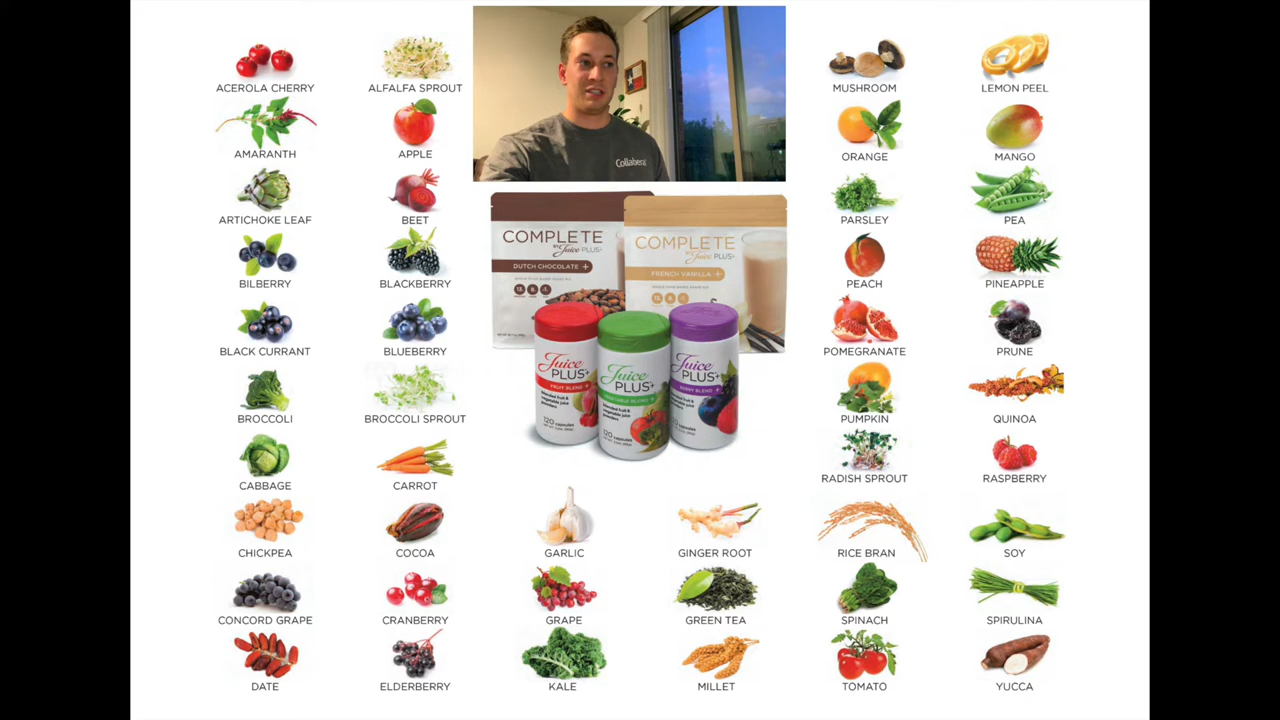 ACEROLA CHERRY
ALFALFA SPROUT
MUSHROOM
LEMON PEEL
Collabera
AMARANTH
APPLE
ORANGE
MANGO
ARTICHOKE LEAF
BEET
PARSLEY
PEA
COMPLETE
BY Juice PLUS+
DUTCH CHOCOLATE +
COMPLETE
by Juice PLUS+
FRENCH VANILLA +
BILBERRY
BLACKBERRY
PEACH
PINEAPPLE
BLACK CURRANT
BLUEBERRY
POMEGRANATE
PRUNE
Juice
PLUS+
FRUIT BLEND +
120 capsules
Juice
PLUS+
VEGETABLE BLEND +
120 capsules
Juice
PLUS+
BERRY BLEND +
capsules
BROCCOLI
BROCCOLI SPROUT
PUMPKIN
QUINOA
CABBAGE
CARROT
RADISH SPROUT
RASPBERRY
CHICKPEA
COCOA
GARLIC
GINGER ROOT
RICE BRAN
SOY
CONCORD GRAPE
CRANBERRY
GRAPE
GREEN TEA
SPINACH
SPIRULINA
DATE
ELDERBERRY
KALE
MILLET
TOMATO
YUCCA